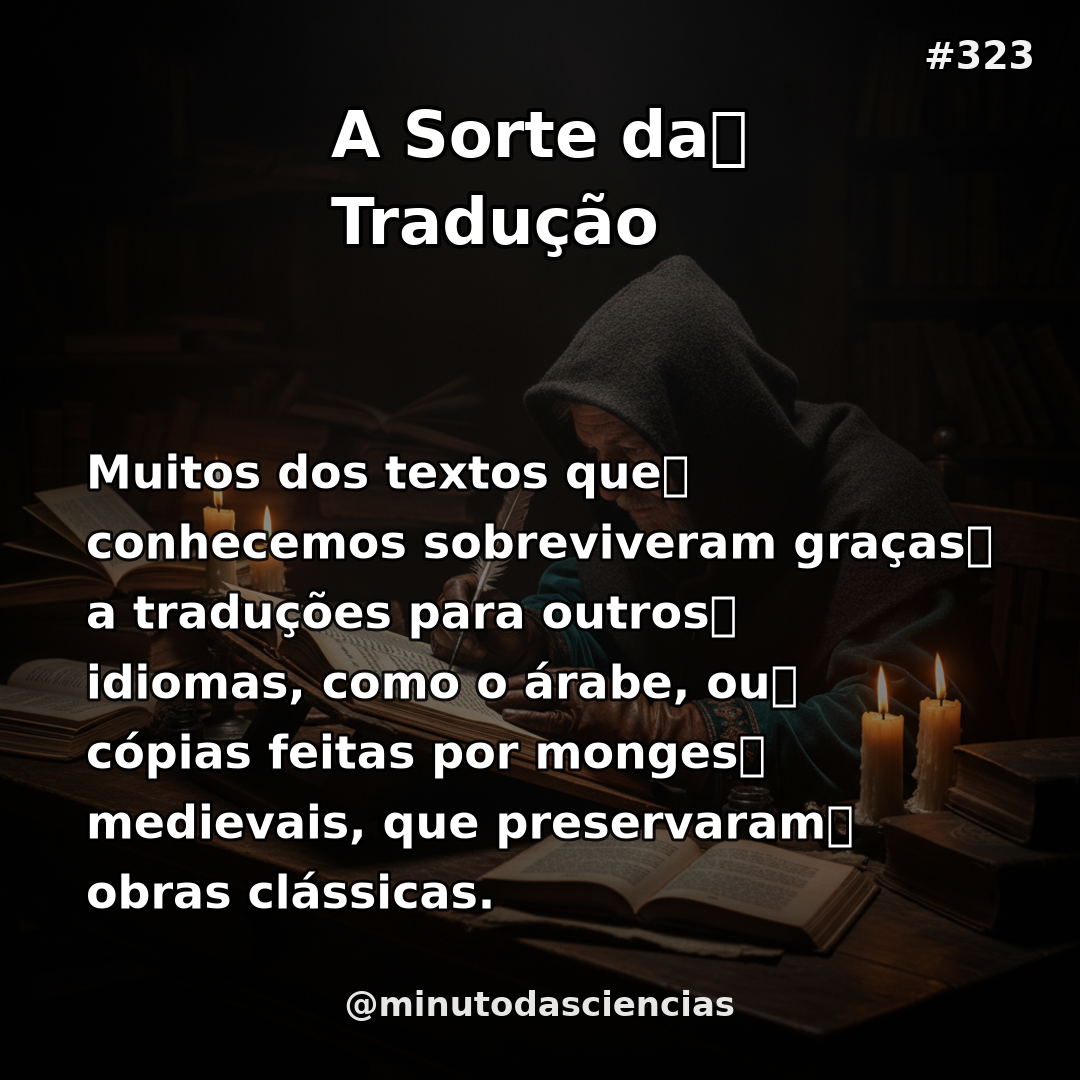 #323
A Sorte da
Tradução
Muitos dos textos que
conhecemos sobreviveram graças
a traduções para outros
idiomas, como o árabe, ou
cópias feitas por monges
medievais, que preservaram
obras clássicas.
@minutodasciencias